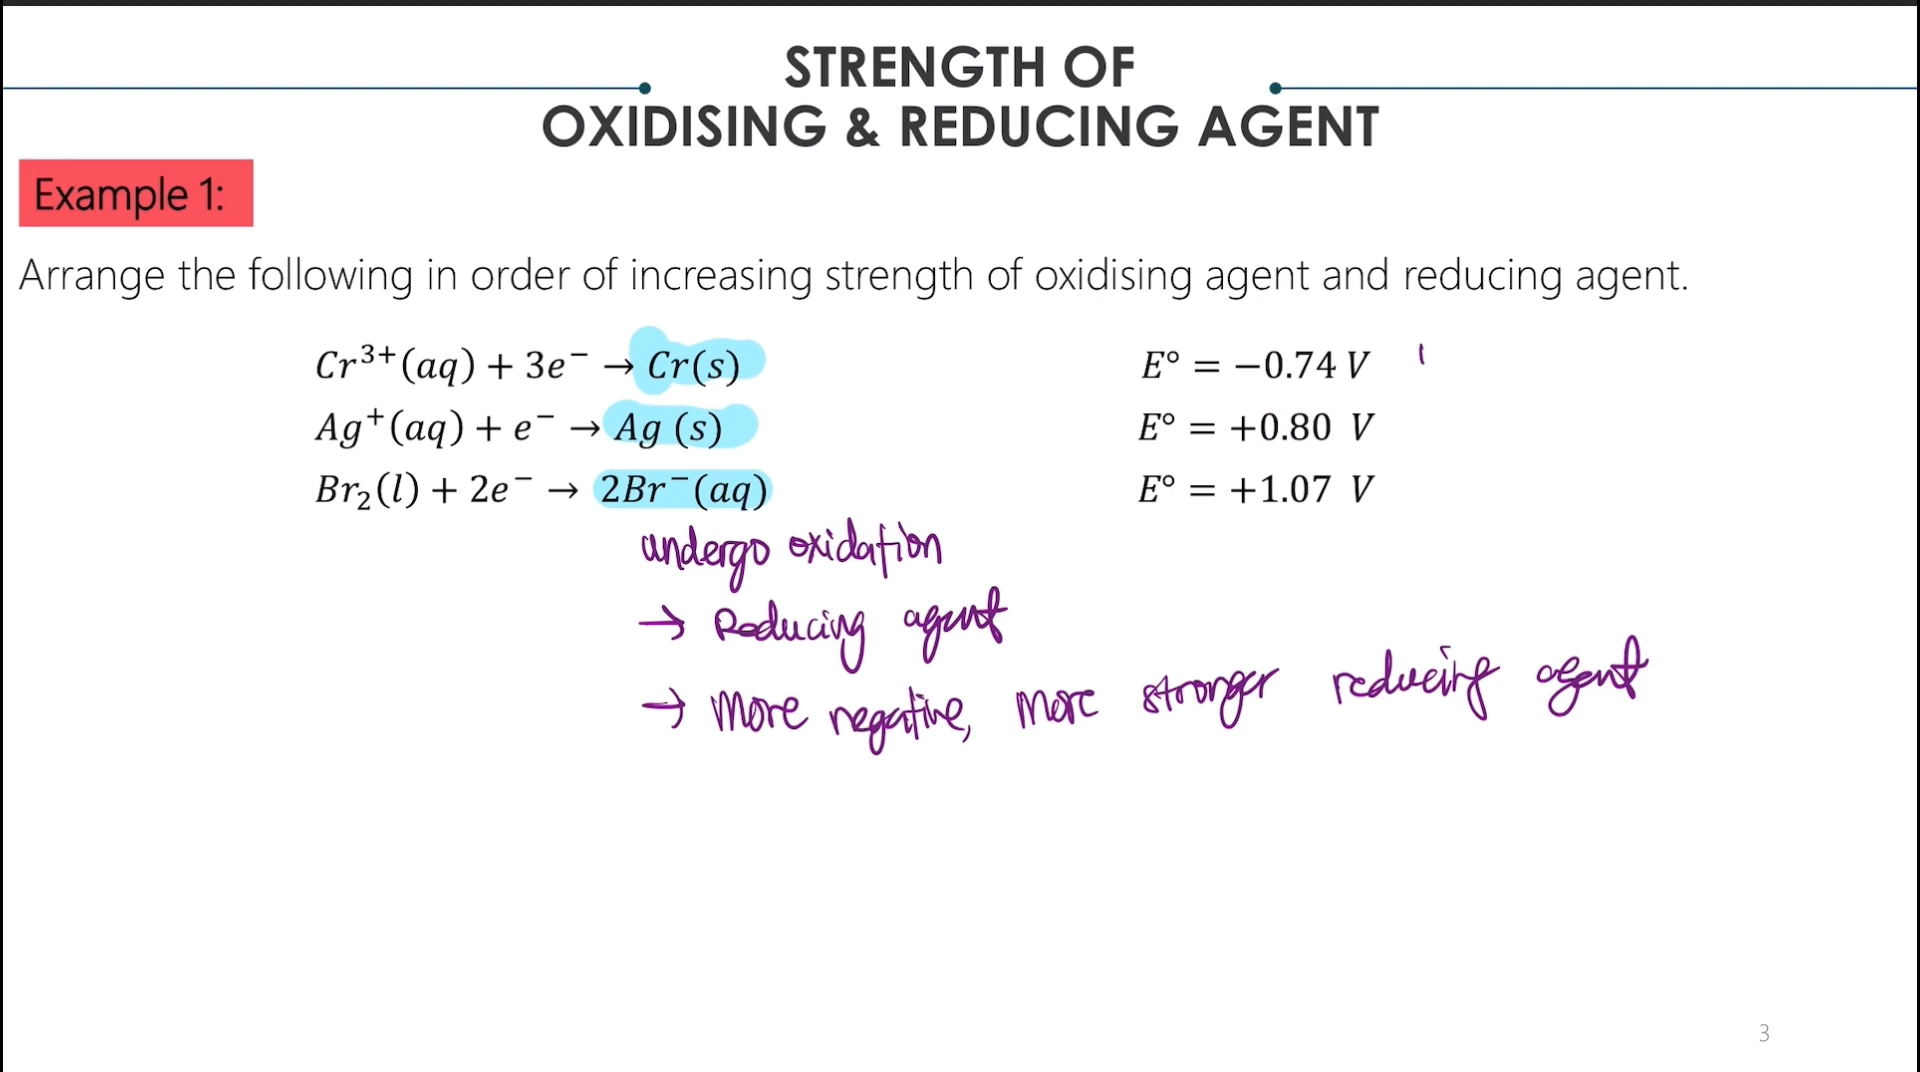 STRENGTH OF
OXIDISING & REDUCING AGENT
Example 1:
Arrange the following in order of increasing strength of oxidising agent and reducing agent.
Cr³⁺(aq) + 3e⁻ → Cr(s) E° = −0.74 V
Ag⁺(aq) + e⁻ → Ag (s) E° = +0.80 V
Br₂(l) + 2e⁻ → 2Br⁻(aq) E° = +1.07 V
undergo oxidation
→ Reducing agent
→ More negative, more stronger reducing agent
3